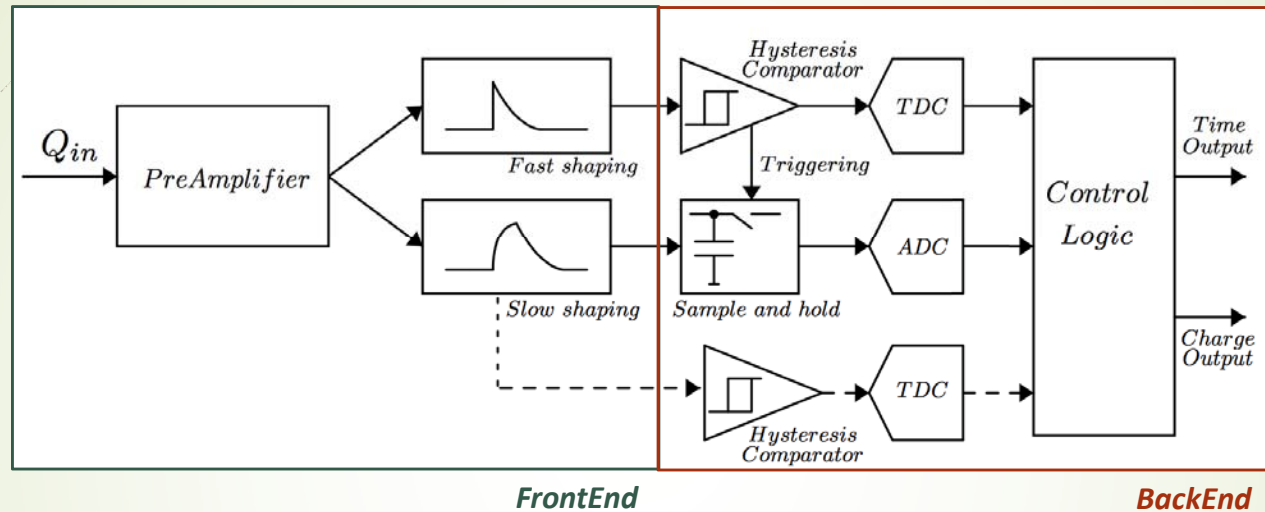 Q_in
PreAmplifier
Fast shaping
Slow shaping
Hysteresis
Comparator
TDC
Triggering
Sample and hold
ADC
Hysteresis
Comparator
TDC
Control
Logic
Time
Output
Charge
Output
FrontEnd
BackEnd